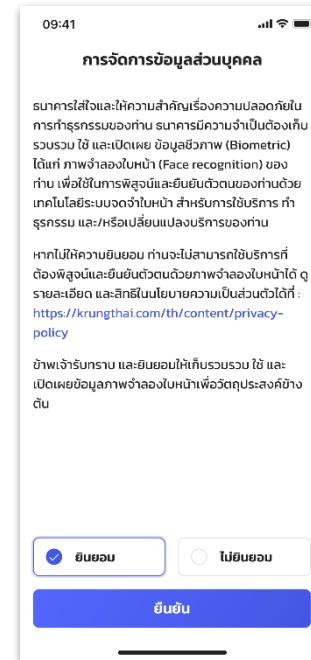 09:41
การจัดการข้อมูลส่วนบุคคล
ธนาคารใส่ใจและให้ความสำคัญเรื่องความปลอดภัยใน
การทำธุรกรรมของท่าน ธนาคารมีความจำเป็นต้องเก็บ
รวบรวม ใช้ และเปิดเผย ข้อมูลชีวภาพ (Biometric)
ได้แก่ ภาพจำลองใบหน้า (Face recognition) ของ
ท่าน เพื่อใช้ในการพิสูจน์และยืนยันตัวตนของท่านด้วย
เทคโนโลยีระบบจดจำใบหน้า สำหรับการใช้บริการ ทำ
ธุรกรรม และ/หรือเปลี่ยนแปลงบริการของท่าน
หากไม่ให้ความยินยอม ท่านจะไม่สามารถใช้บริการที่
ต้องพิสูจน์และยืนยันตัวตนด้วยภาพจำลองใบหน้าได้ ดู
รายละเอียด และสิทธิในนโยบายความเป็นส่วนตัวได้ที่ :
https://krungthai.com/th/content/privacy-
policy
ข้าพเจ้ารับทราบ และยินยอมให้เก็บรวบรวม ใช้ และ
เปิดเผยข้อมูลภาพจำลองใบหน้าเพื่อวัตถุประสงค์ข้าง
ต้น
ยินยอม
ไม่ยินยอม
ยืนยัน